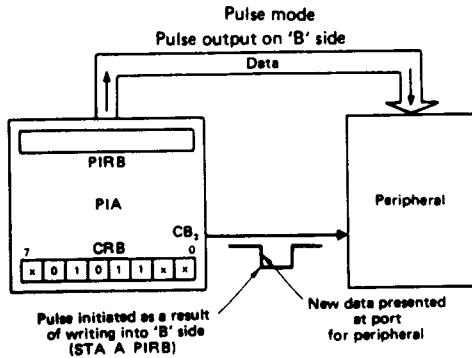 Pulse mode
Pulse output on 'B' side
Data
PIRB
PIA
Peripheral
CB₂
CRB
7 0
x 0 1 0 1 1 x x
Pulse initiated as a result
of writing into 'B' side
(STA A PIRB)
New data presented
at port
for peripheral